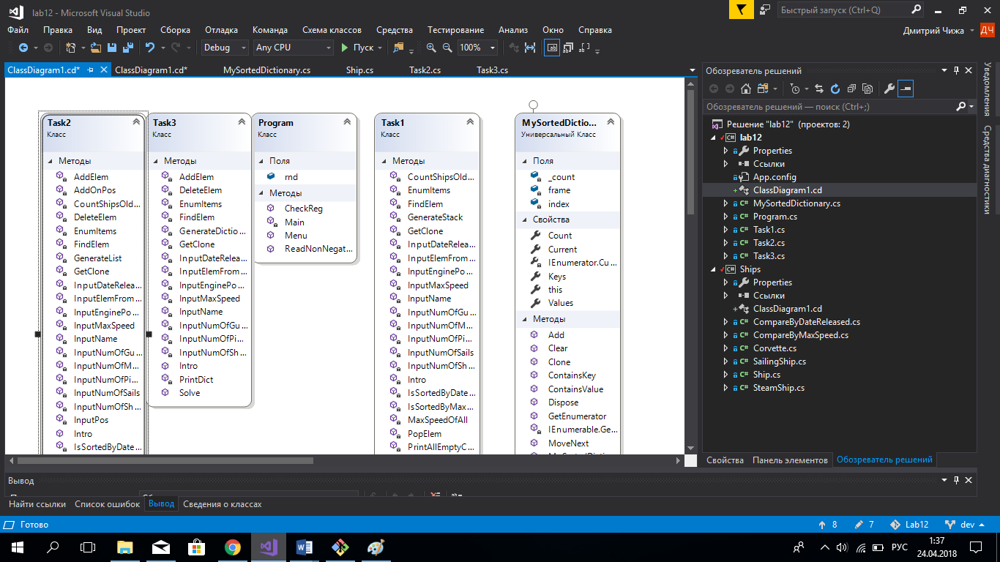 lab12 - Microsoft Visual Studio
Быстрый запуск (Ctrl+Q)
Файл Правка Вид Проект Сборка Отладка Команда Схема классов Средства Тестирование Анализ Окно Справка
Дмитрий Чижа ДЧ
Debug Any CPU Пуск 100%
ClassDiagram1.cd* ClassDiagram1.cd* MySortedDictionary.cs Ship.cs Task2.cs Task3.cs
Task2
Класс
Методы
AddElem
AddOnPos
CountShipsOld...
DeleteElem
EnumItems
FindElem
GenerateList
GetClone
InputDateRelea...
InputElemFrom...
InputEnginePo...
InputMaxSpeed
InputName
InputNumOfGu...
InputNumOfM...
InputNumOfPi...
InputNumOfSails
InputNumOfSh...
InputPos
Intro
IsSortedByDate...
Task3
Класс
Методы
AddElem
DeleteElem
EnumItems
FindElem
GenerateDictio...
GetClone
InputDateRelea...
InputElemFrom...
InputEnginePo...
InputMaxSpeed
InputName
InputNumOfGu...
InputNumOfPi...
InputNumOfSh...
Intro
PrintDict
Solve
Program
Класс
Поля
rnd
Методы
CheckReg
Main
Menu
ReadNonNegat...
Task1
Класс
Методы
CountShipsOld...
EnumItems
FindElem
GenerateStack
GetClone
InputDateRelea...
InputElemFrom...
InputEnginePo...
InputMaxSpeed
InputName
InputNumOfGu...
InputNumOfM...
InputNumOfPi...
InputNumOfSails
InputNumOfSh...
Intro
IsSortedByDate...
IsSortedByMax...
MaxSpeedOfAll
PopElem
PrintAllEmptyC...
MySortedDictio...
Универсальный Класс
Поля
_count
frame
index
Свойства
Count
Current
IEnumerator.Cu...
Keys
this
Values
Методы
Add
Clear
Clone
ContainsKey
ContainsValue
Dispose
GetEnumerator
IEnumerable.Ge...
MoveNext
Обозреватель решений
Обозреватель решений — поиск (Ctrl+;)
Решение "lab12" (проектов: 2)
lab12
Properties
Ссылки
App.config
ClassDiagram1.cd
MySortedDictionary.cs
Program.cs
Task1.cs
Task2.cs
Task3.cs
Ships
Properties
Ссылки
ClassDiagram1.cd
CompareByDateReleased.cs
CompareByMaxSpeed.cs
Corvette.cs
SailingShip.cs
Ship.cs
SteamShip.cs
Свойства Панель элементов Обозреватель решений
Уведомления
Средства диагностики
Вывод
Найти ссылки Список ошибок Вывод Сведения о классах
Готово
8 7 Lab12 dev
РУС
1:37
24.04.2018